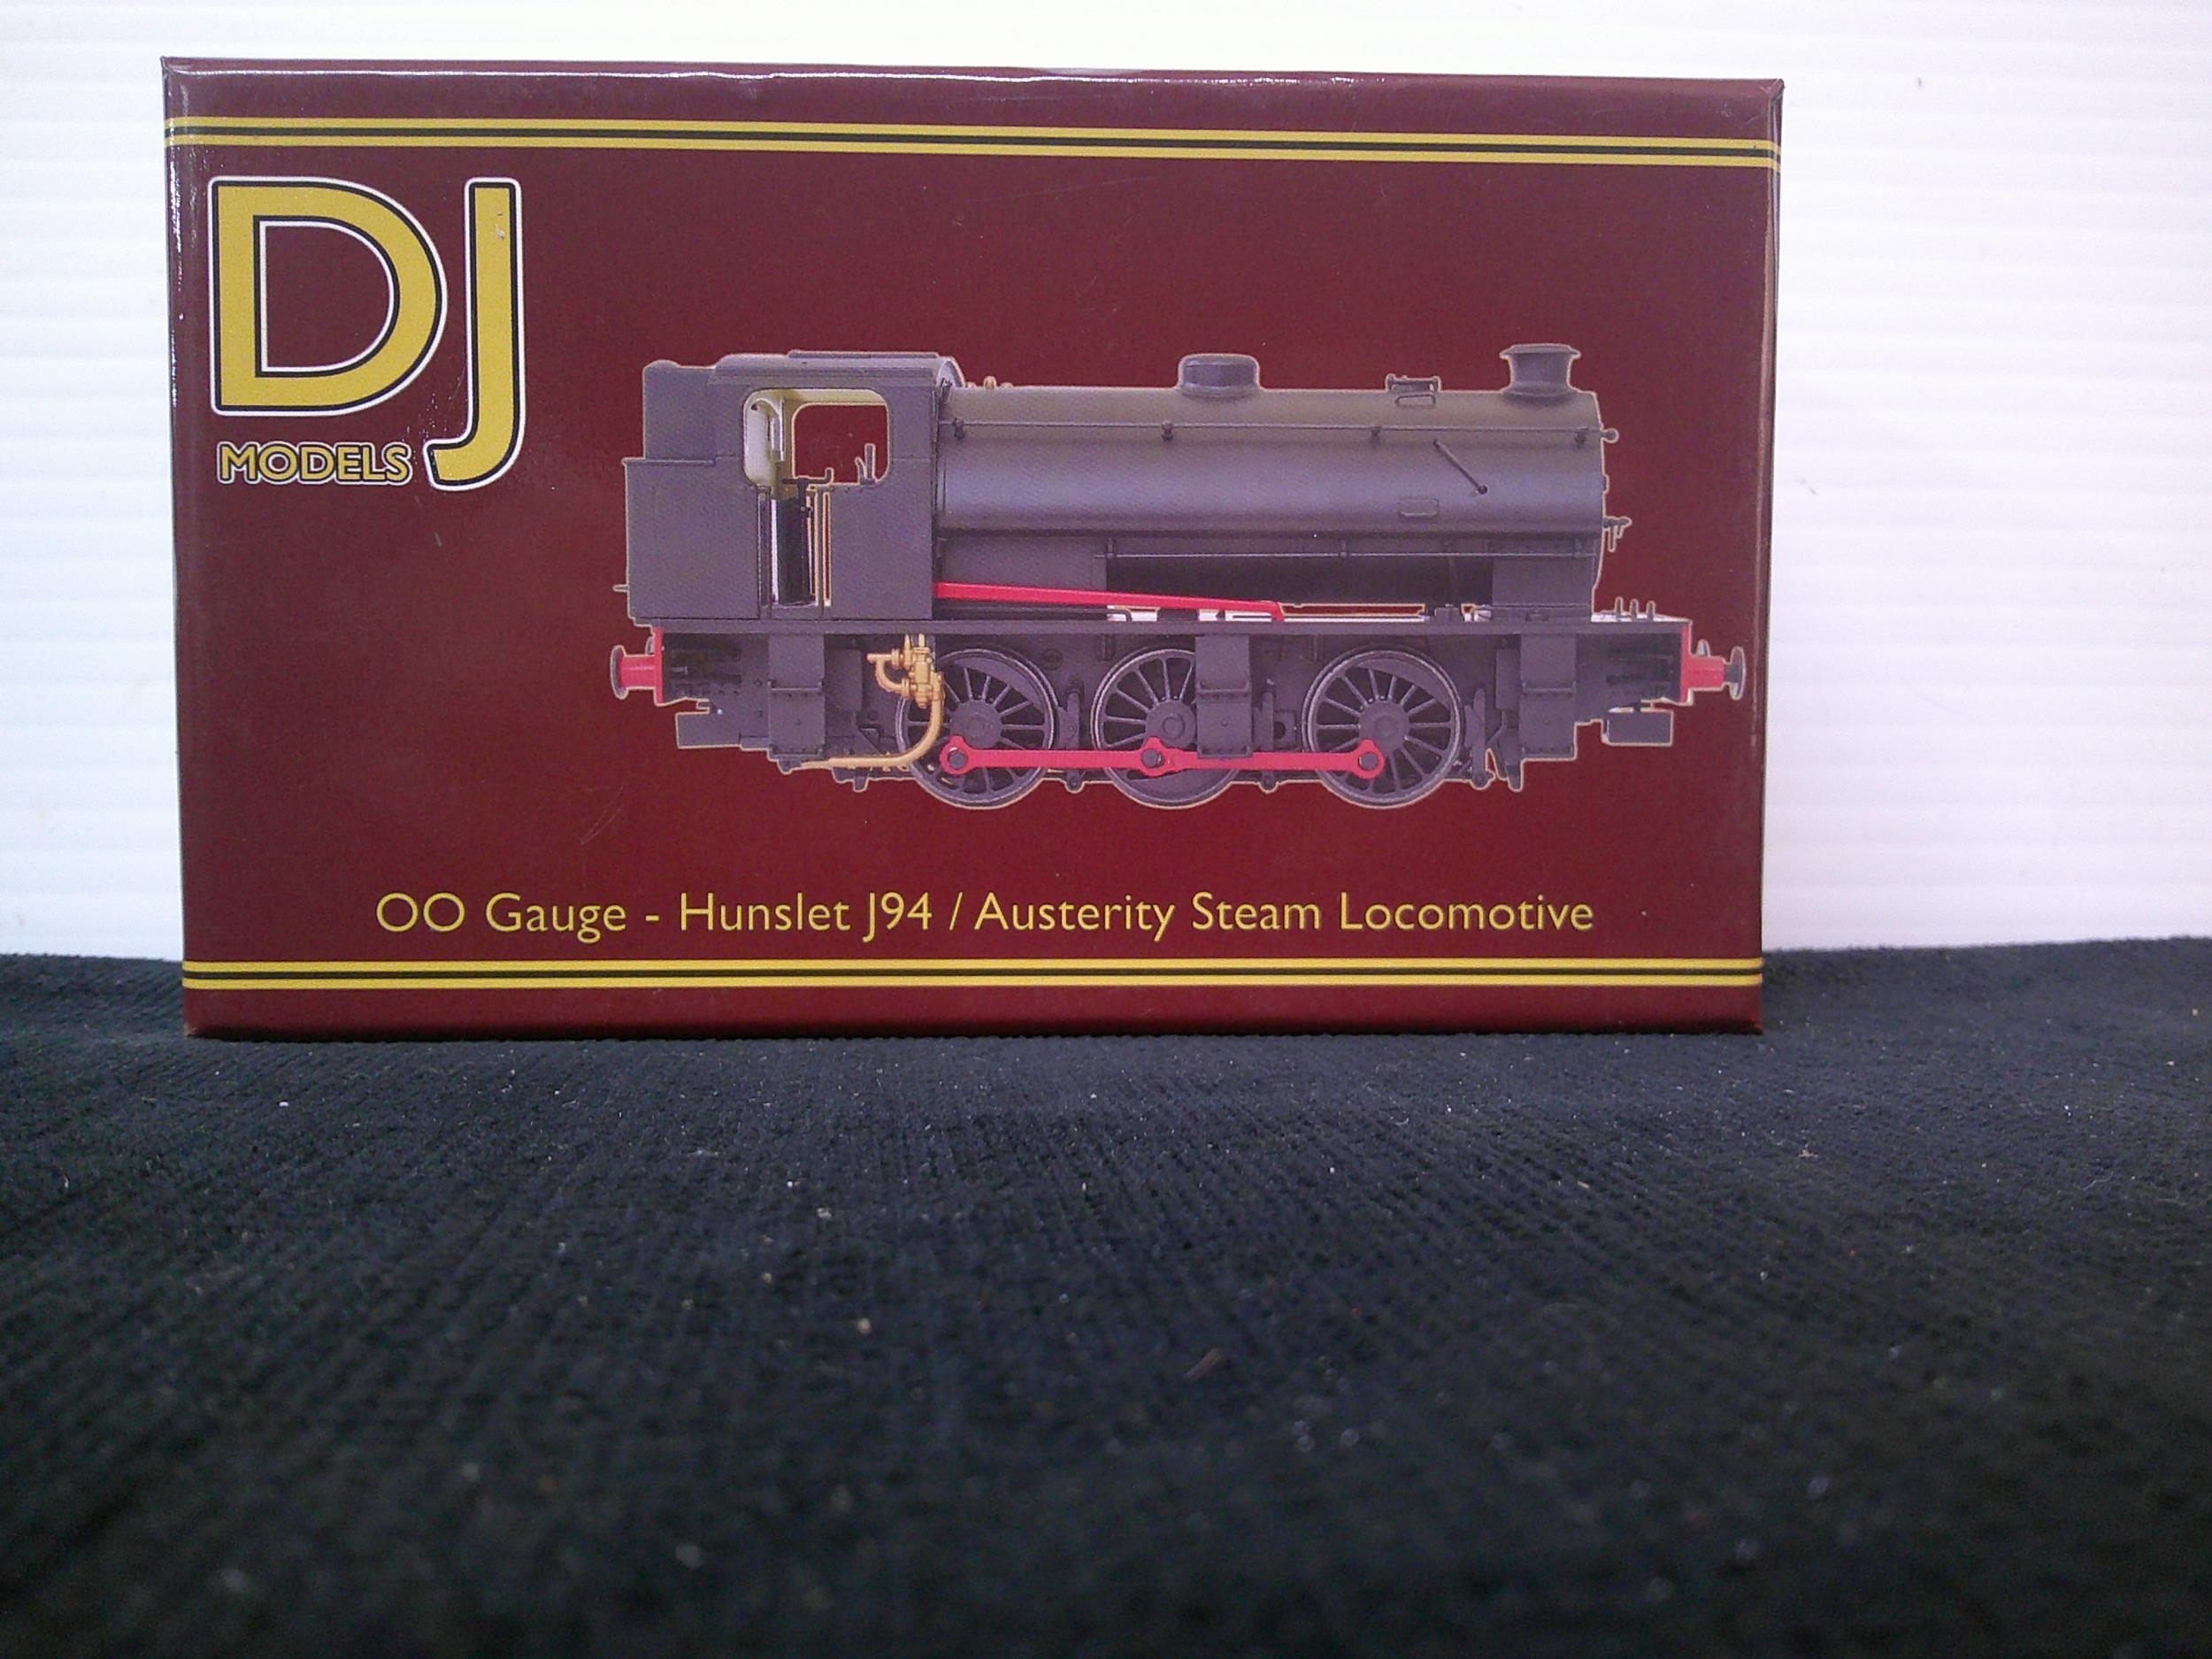 DJ
MODELS
OO Gauge - Hunslet J94 / Austerity Steam Locomotive